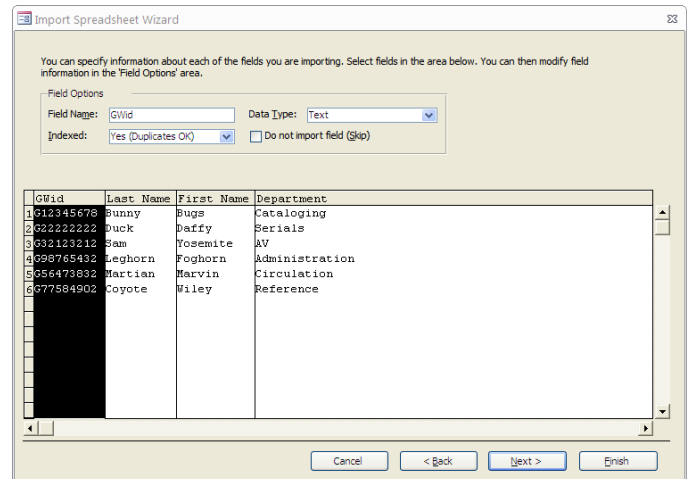 Import Spreadsheet Wizard
You can specify information about each of the fields you are importing. Select fields in the area below. You can then modify field
information in the 'Field Options' area.
Field Options
Field Name: GWid Data Type: Text
Indexed: Yes (Duplicates OK) Do not import field (Skip)
GWid Last Name First Name Department
1 G12345678 Bunny Bugs Cataloging
2 G22222222 Duck Daffy Serials
3 G32123212 Sam Yosemite AV
4 G98765432 Leghorn Foghorn Administration
5 G56473832 Martian Marvin Circulation
6 G77584902 Coyote Wiley Reference
Cancel < Back Next > Finish